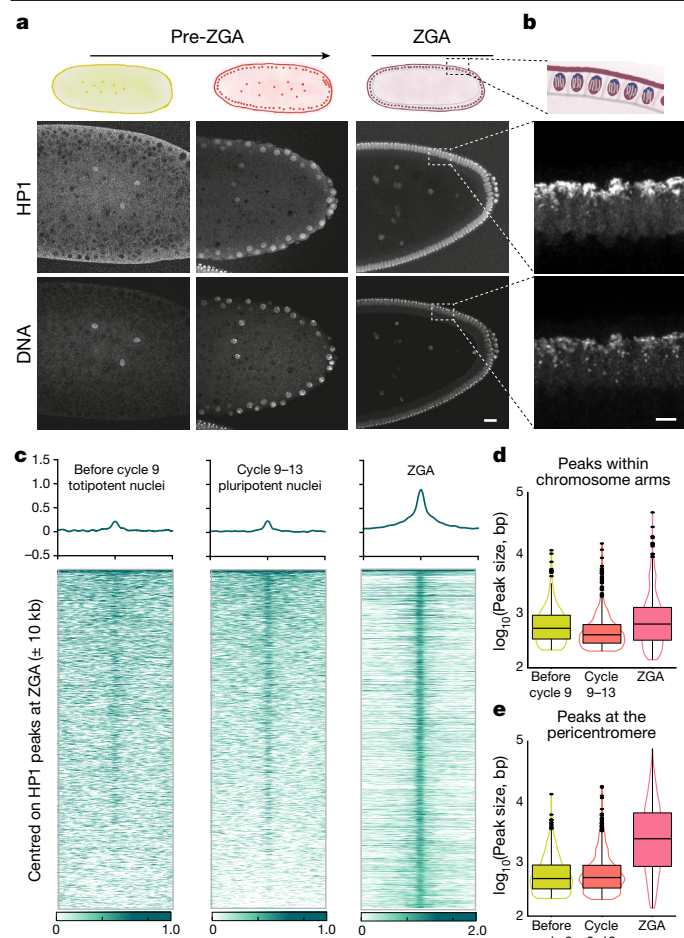 a
b
Pre-ZGA
ZGA
HP1
DNA
c
Before cycle 9
totipotent nuclei
Cycle 9–13
pluripotent nuclei
ZGA
1.5
1.0
0.5
0
–0.5
Centred on HP1 peaks at ZGA (± 10 kb)
0
1.0
0
1.0
0
2.0
d
Peaks within
chromosome arms
log10(Peak size, bp)
5
4
3
2
Before
cycle 9
Cycle
9–13
ZGA
e
Peaks at the
pericentromere
log10(Peak size, bp)
5
4
3
2
Before
Cycle
ZGA